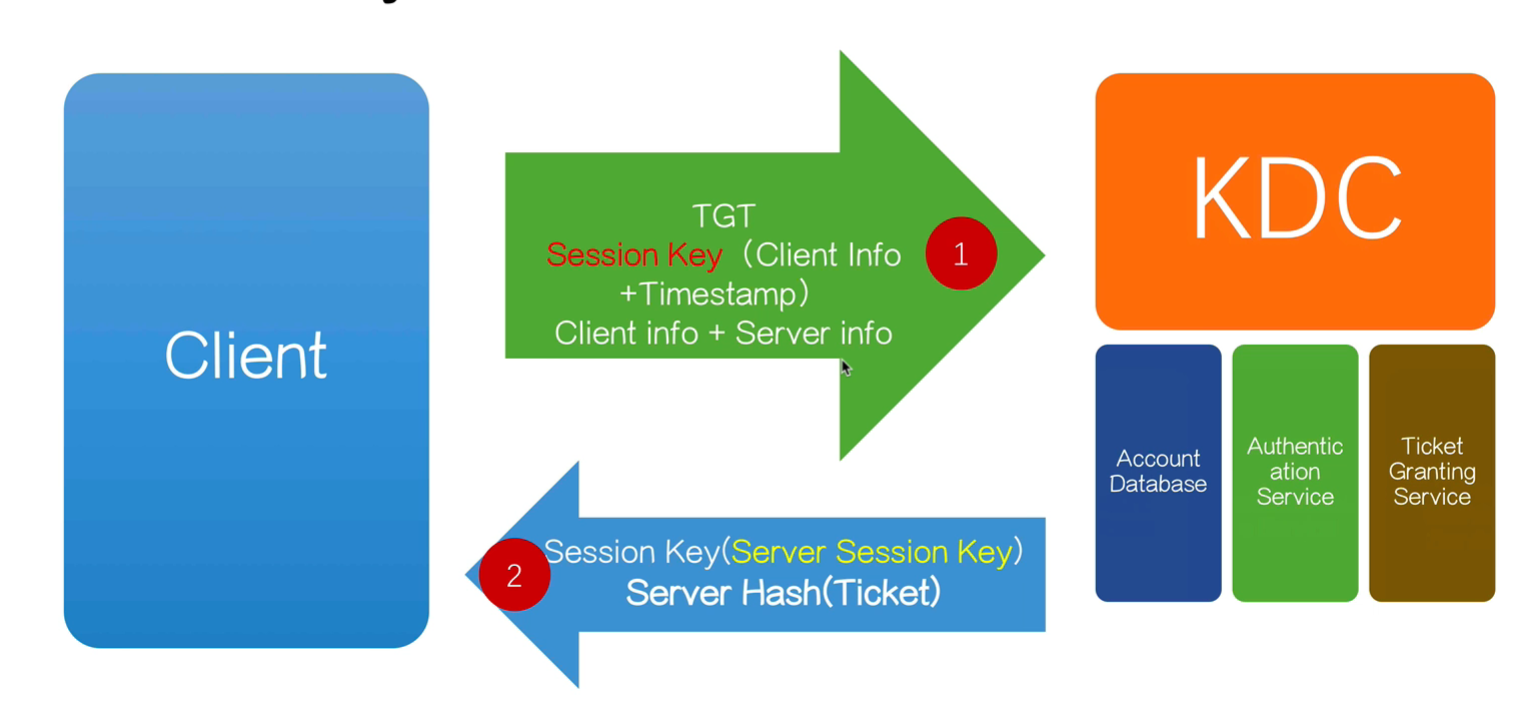 Client
TGT
Session Key（Client Info
+Timestamp）
Client info + Server info
1
KDC
Account
Database
Authentic
ation
Service
Ticket
Granting
Service
2
Session Key(Server Session Key)
Server Hash(Ticket)